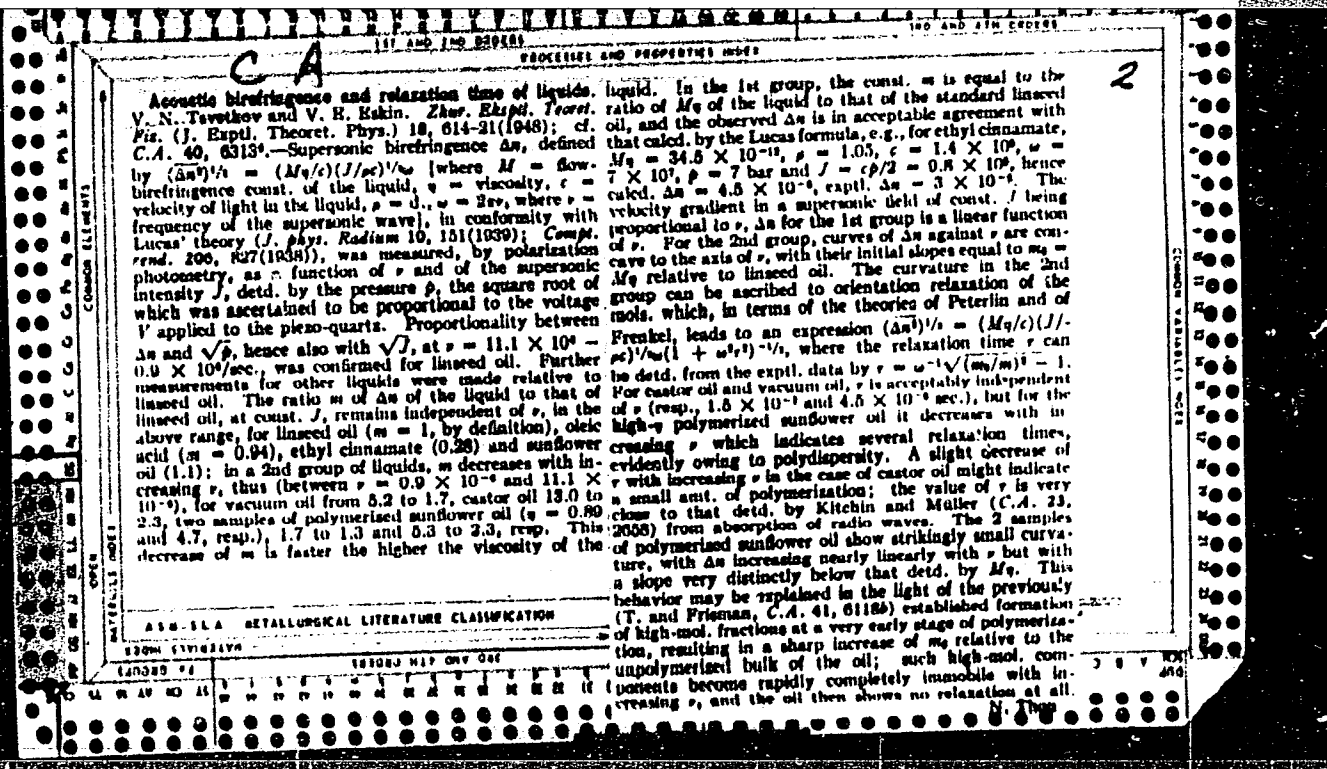 C A
2
1ST AND 2ND ORDERS
PROCESSES AND PROPERTIES INDEX
3RD AND 4TH ORDERS
Acoustic birefringence and relaxation time of liquids.
V. N. Tsvetkov and V. E. Eskin. Zhur. Eksptl. Teoret.
Fiz. (J. Exptl. Theoret. Phys.) 18, 614-21(1948); cf.
C.A. 40, 6313⁵.—Supersonic birefringence Δn, defined
by (Δn²)^1/2 = (Mη/c)(J/ρc)^1/2ω [where M = flow-
birefringence const. of the liquid, η = viscosity, c =
velocity of light in the liquid, ρ = d., ω = 2πν, where ν =
frequency of the supersonic wave], in conformity with
Lucas' theory (J. phys. Radium 10, 151(1939); Compt.
rend. 206, 827(1938)), was measured, by polarization
photometry, as a function of ν and of the supersonic
intensity J, detd. by the pressure p, the square root of
which was ascertained to be proportional to the voltage
V applied to the piezo-quartz. Proportionality between
Δn and √p, hence also with √J, at ν = 11.1 × 10⁶ −
0.9 × 10⁶/sec., was confirmed for linseed oil. Further
measurements for other liquids were made relative to
linseed oil. The ratio m of Δn of the liquid to that of
linseed oil, at const. J, remains independent of ν, in the
above range, for linseed oil (m = 1, by definition), oleic
acid (m = 0.94), ethyl cinnamate (0.28) and sunflower
oil (1.1); in a 2nd group of liquids, m decreases with in-
creasing ν, thus (between ν = 0.9 × 10⁻⁶ and 11.1 ×
10⁻⁶), for vacuum oil from 5.2 to 1.7, castor oil 13.0 to
2.3, two samples of polymerized sunflower oil (η = 0.89
and 4.7, resp.), 1.7 to 1.3 and 5.3 to 2.3, resp. This
decrease of m is faster the higher the viscosity of the
liquid. In the 1st group, the const. m is equal to the
ratio of Mη of the liquid to that of the standard linseed
oil, and the observed Δn is in acceptable agreement with
that calcd. by the Lucas formula, e.g., for ethyl cinnamate,
Mη = 34.5 × 10⁻¹², ρ = 1.05, c = 1.4 × 10⁵, ω =
7 × 10⁷, p = 7 bar and J = cp/2 = 0.8 × 10⁶, hence
calcd. Δn = 4.5 × 10⁻⁶, exptl. Δn = 3 × 10⁻⁶. The
velocity gradient in a supersonic field of const. J being
proportional to ν, Δn for the 1st group is a linear function
of ν. For the 2nd group, curves of Δn against ν are con-
cave to the axis of ν, with their initial slopes equal to m₀ =
Mη relative to linseed oil. The curvature in the 2nd
group can be ascribed to orientation relaxation of the
mols. which, in terms of the theories of Peterlin and of
Frenkel, leads to an expression (Δn²)^1/2 = (Mη/c)(J/-
ρc)^1/2ω(1 + ω²τ²)^−1/2, where the relaxation time τ can
be detd. from the exptl. data by τ = ω⁻¹√(m₀/m)² − 1.
For castor oil and vacuum oil, τ is acceptably independent
of ν (resp., 1.5 × 10⁻⁷ and 4.5 × 10⁻⁸ sec.), but for the
high-η polymerized sunflower oil it decreases with in
creasing ν which indicates several relaxation times,
evidently owing to polydispersity. A slight decrease of
τ with increasing ν in the case of castor oil might indicate
a small amt. of polymerization; the value of τ is very
close to that detd. by Kitchin and Müller (C.A. 23,
2658) from absorption of radio waves. The 2 samples
of polymerized sunflower oil show strikingly small curva-
ture, with Δn increasing nearly linearly with ν but with
a slope very distinctly below that detd. by Mη. This
behavior may be explained in the light of the previously
(T. and Frisman, C.A. 41, 6118b) established formation
of high-mol. fractions at a very early stage of polymeriza-
tion, resulting in a sharp increase of m₀ relative to the
unpolymerized bulk of the oil; such high-mol. com-
ponents become rapidly completely immobile with in-
creasing ν, and the oil then shows no relaxation at all.
N. Thon
COMMON ELEMENTS
COMMON VARIABLES INDEX
OPEN
MATERIALS INDEX
ASM-SLA METALLURGICAL LITERATURE CLASSIFICATION
MATERIALS INDEX
3RD AND 4TH ORDERS